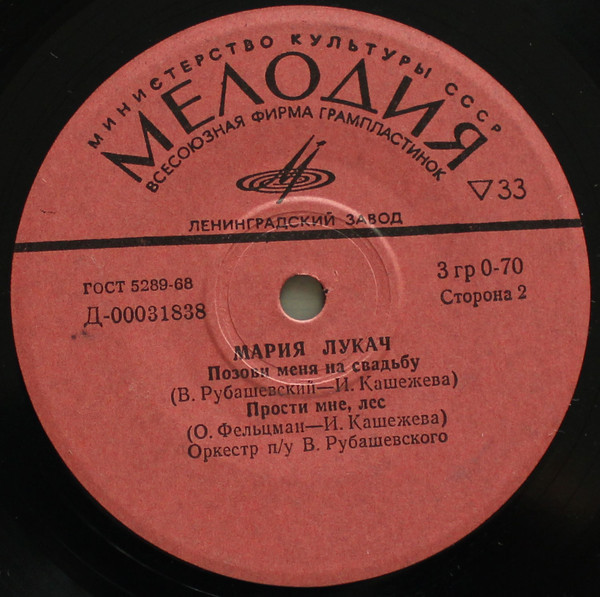 МИНИСТЕРСТВО КУЛЬТУРЫ СССР
МЕЛОДИЯ
ВСЕСОЮЗНАЯ ФИРМА ГРАМПЛАСТИНОК
▽33
ЛЕНИНГРАДСКИЙ ЗАВОД
ГОСТ 5289-68
Д-00031838
3 гр 0-70
Сторона 2
МАРИЯ ЛУКАЧ
Позови меня на свадьбу
(В. Рубашевский—И. Кашежева)
Прости мне, лес
(О. Фельцман—И. Кашежева)
Оркестр п/у В. Рубашевского